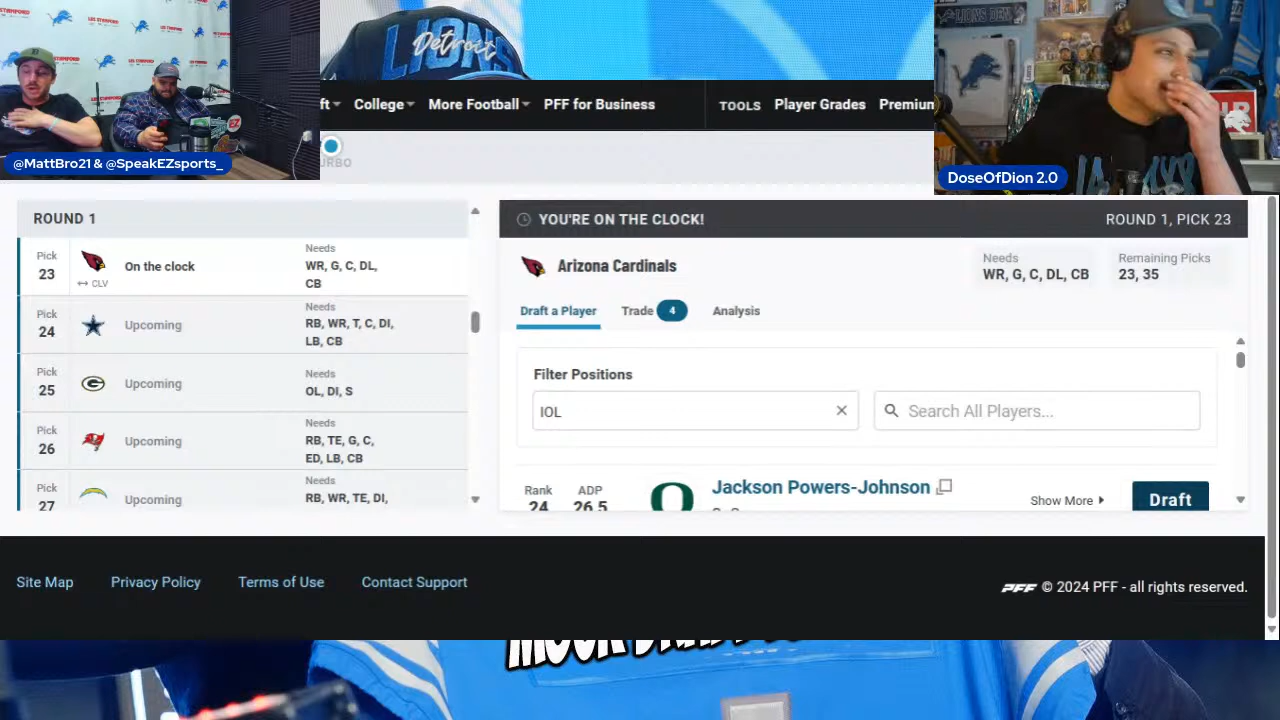 LIONS
Detroit
ft
College
More Football
PFF for Business
TOOLS
Player Grades
Premium
LIONS DEN
@MattBro21 & @SpeakEZsports_
DoseOfDion 2.0
URBO
ROUND 1
Pick
23
CLV
On the clock
Needs
WR, G, C, DL,
CB
Pick
24
Upcoming
Needs
RB, WR, T, C, DI,
LB, CB
Pick
25
Upcoming
Needs
OL, DI, S
Pick
26
Upcoming
Needs
RB, TE, G, C,
ED, LB, CB
Pick
27
Upcoming
Needs
RB, WR, TE, DI,
YOU'RE ON THE CLOCK!
ROUND 1, PICK 23
Arizona Cardinals
Needs
WR, G, C, DL, CB
Remaining Picks
23, 35
Draft a Player
Trade 4
Analysis
Filter Positions
IOL
Search All Players...
Rank
24
ADP
26.5
Jackson Powers-Johnson
Show More
Draft
Site Map
Privacy Policy
Terms of Use
Contact Support
PFF © 2024 PFF - all rights reserved.